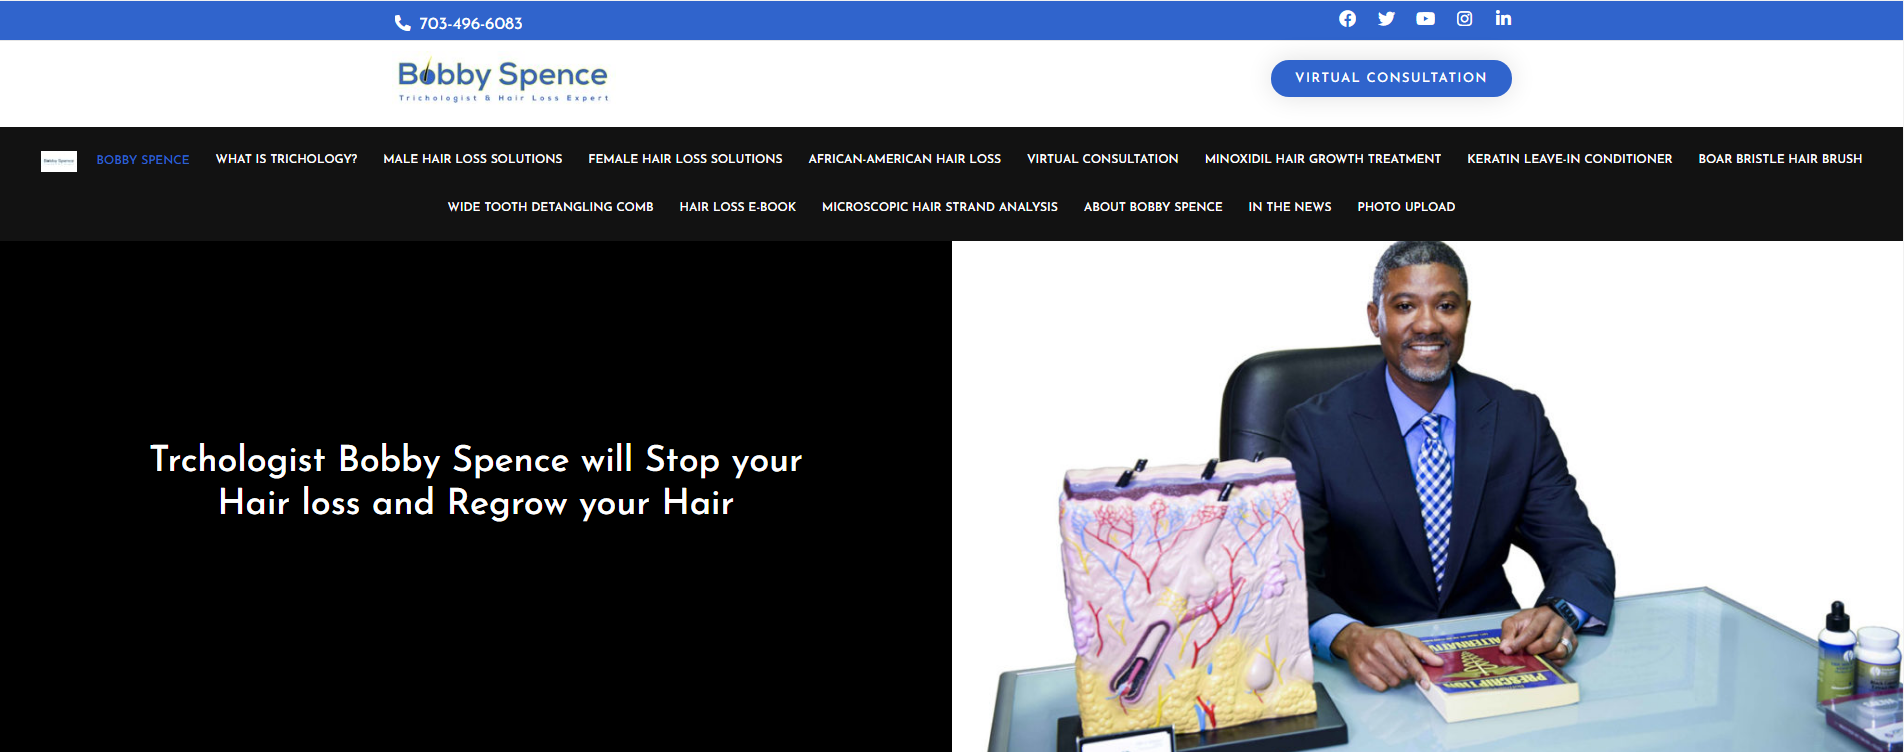 703-496-6083
Bobby Spence
Trichologist & Hair Loss Expert
VIRTUAL CONSULTATION
Bobby Spence
BOBBY SPENCE
WHAT IS TRICHOLOGY?
MALE HAIR LOSS SOLUTIONS
FEMALE HAIR LOSS SOLUTIONS
AFRICAN-AMERICAN HAIR LOSS
VIRTUAL CONSULTATION
MINOXIDIL HAIR GROWTH TREATMENT
KERATIN LEAVE-IN CONDITIONER
BOAR BRISTLE HAIR BRUSH
WIDE TOOTH DETANGLING COMB
HAIR LOSS E-BOOK
MICROSCOPIC HAIR STRAND ANALYSIS
ABOUT BOBBY SPENCE
IN THE NEWS
PHOTO UPLOAD
Trchologist Bobby Spence will Stop your
Hair loss and Regrow your Hair